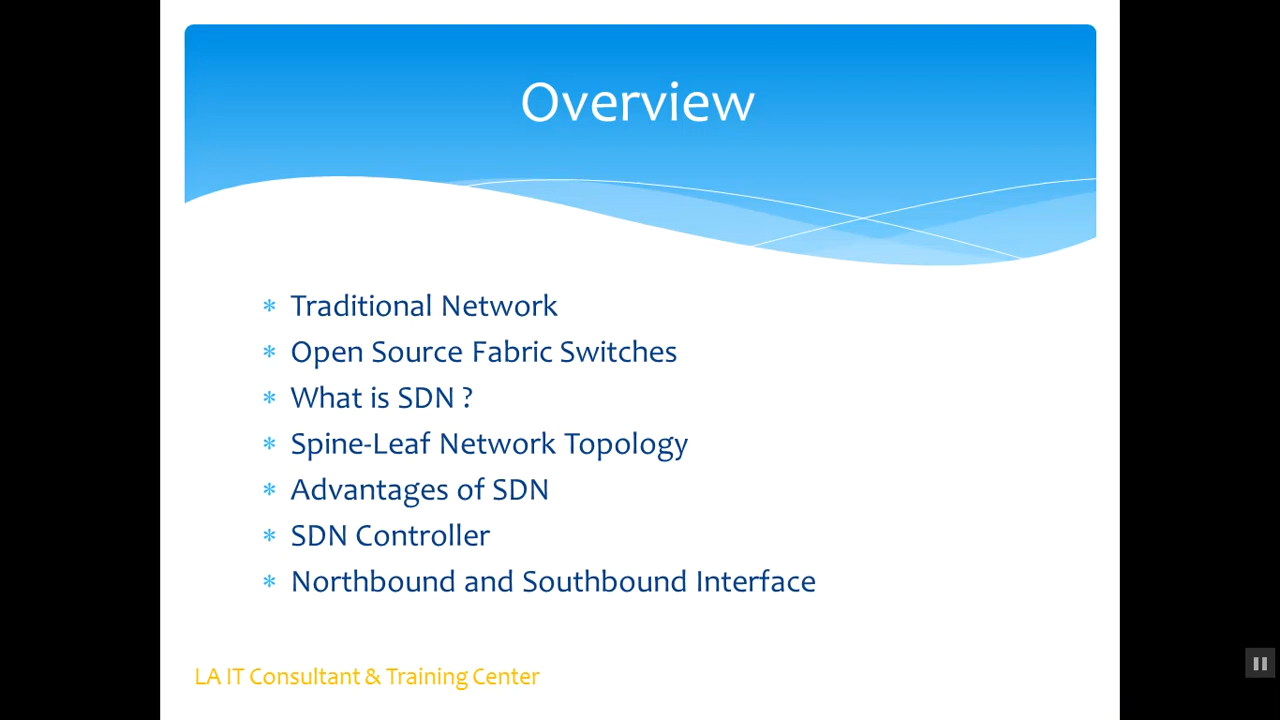 Overview
* Traditional Network
* Open Source Fabric Switches
* What is SDN ?
* Spine-Leaf Network Topology
* Advantages of SDN
* SDN Controller
* Northbound and Southbound Interface
LA IT Consultant & Training Center